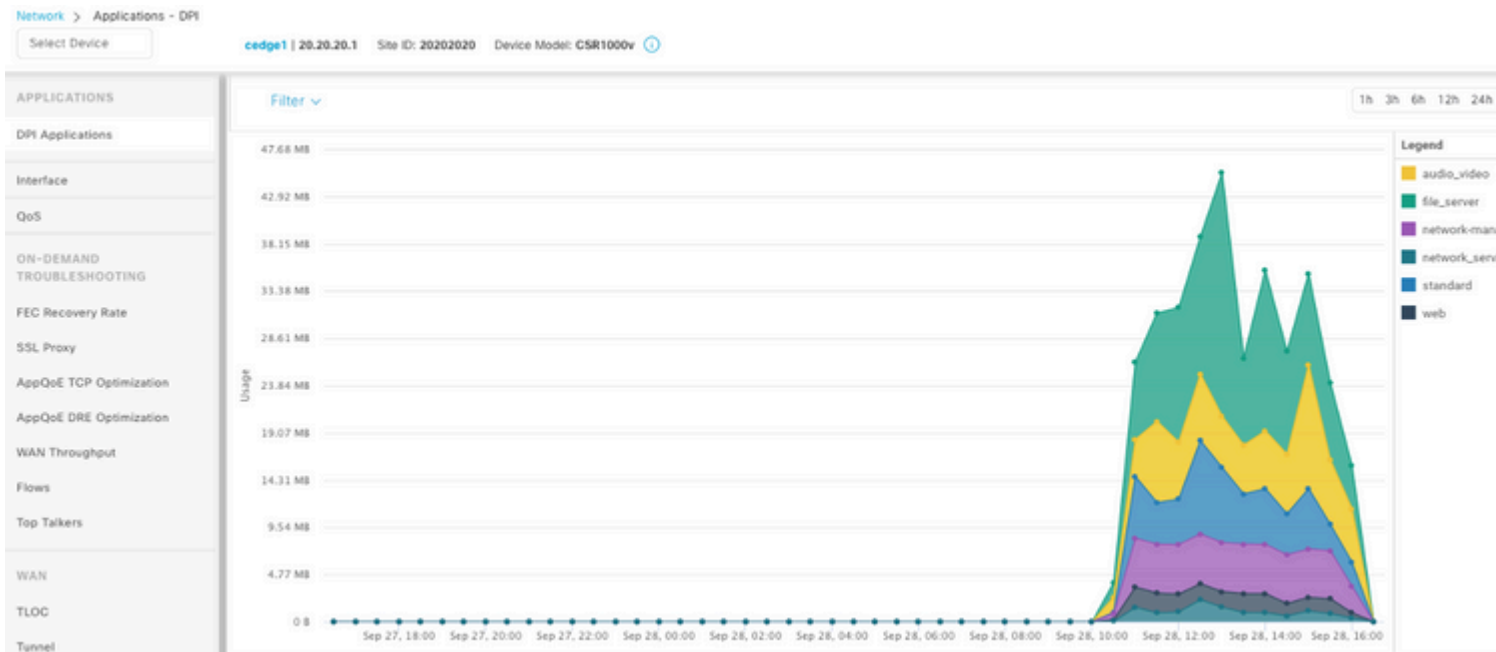 Network > Applications - DPI
Select Device
cedge1 | 20.20.20.1 Site ID: 20202020 Device Model: CSR1000v
APPLICATIONS
DPI Applications
Interface
QoS
ON-DEMAND
TROUBLESHOOTING
FEC Recovery Rate
SSL Proxy
AppQoE TCP Optimization
AppQoE DRE Optimization
WAN Throughput
Flows
Top Talkers
WAN
TLOC
Tunnel
Filter
1h 3h 6h 12h 24h
47.68 MB
42.92 MB
38.15 MB
33.38 MB
28.61 MB
23.84 MB
19.07 MB
14.31 MB
9.54 MB
4.77 MB
0 B
Usage
Sep 27, 18:00 Sep 27, 20:00 Sep 27, 22:00 Sep 28, 00:00 Sep 28, 02:00 Sep 28, 04:00 Sep 28, 06:00 Sep 28, 08:00 Sep 28, 10:00 Sep 28, 12:00 Sep 28, 14:00 Sep 28, 16:00
Legend
audio_video
file_server
network-man
network_serv
standard
web